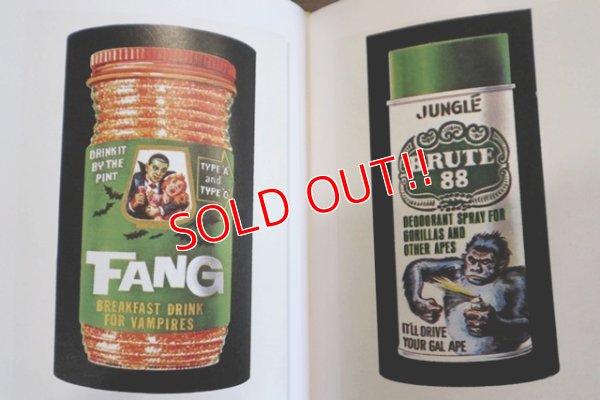 DRINK IT
BY THE
PINT
TYPE "A"
and
TYPE "O"
FANG
BREAKFAST DRINK
FOR VAMPIRES
SOLD OUT!!
JUNGLÉ
BRUTE
88
DEODORANT SPRAY FOR
GORILLAS AND
OTHER APES
IT'LL DRIVE
YOUR GAL APE